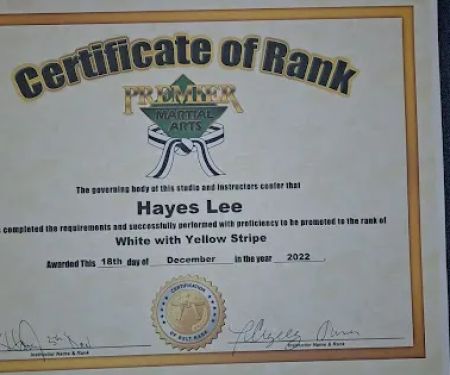 Certificate of Rank
PREMIER
MARTIAL
ARTS
The governing body of this studio and instructors confer that
Hayes Lee
completed the requirements and successfully performed with proficiency to be promoted to the rank of
White with Yellow Stripe
Awarded This 18th day of December in the year 2022 .
CERTIFICATION
OF BELT RANK
Instructor Name & Rank
Instructor Name & Rank